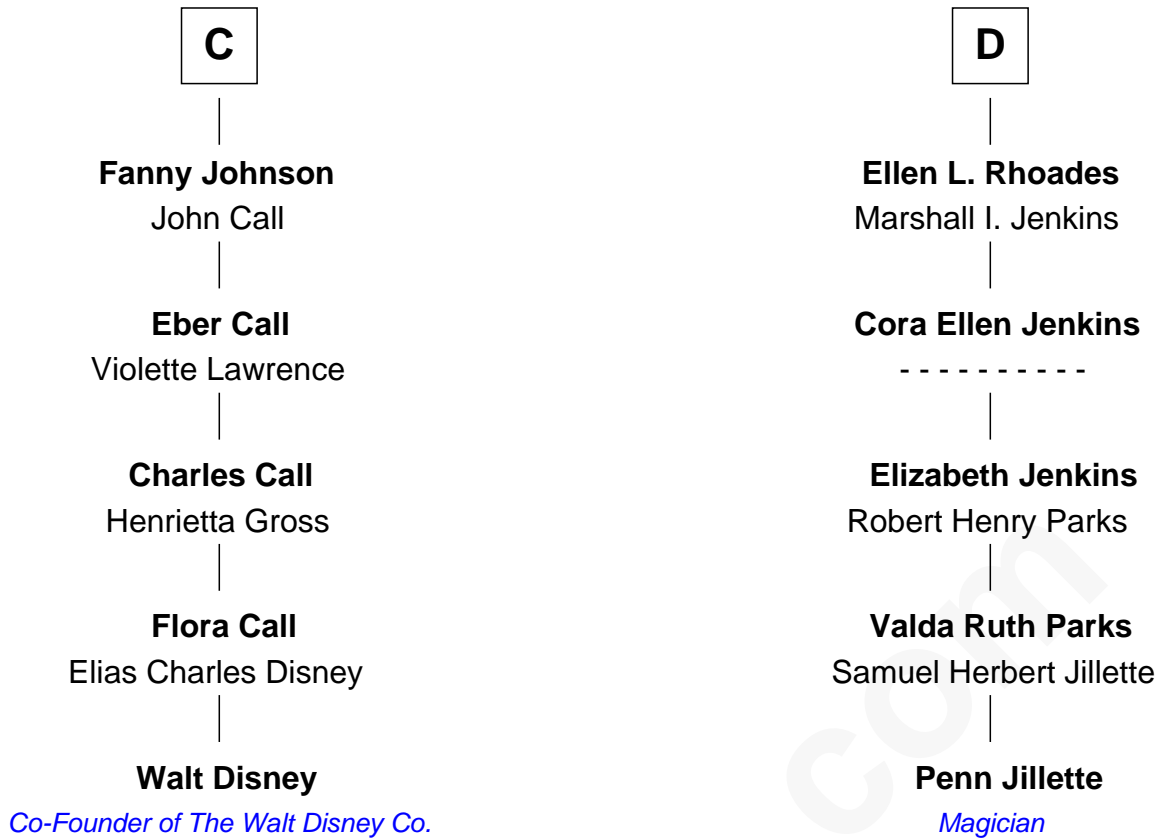 C
Fanny Johnson
John Call
Eber Call
Violette Lawrence
Charles Call
Henrietta Gross
Flora Call
Elias Charles Disney
Walt Disney
Co-Founder of The Walt Disney Co.
D
Ellen L. Rhoades
Marshall I. Jenkins
Cora Ellen Jenkins
- - - - - - - - - -
Elizabeth Jenkins
Robert Henry Parks
Valda Ruth Parks
Samuel Herbert Jillette
Penn Jillette
Magician
com